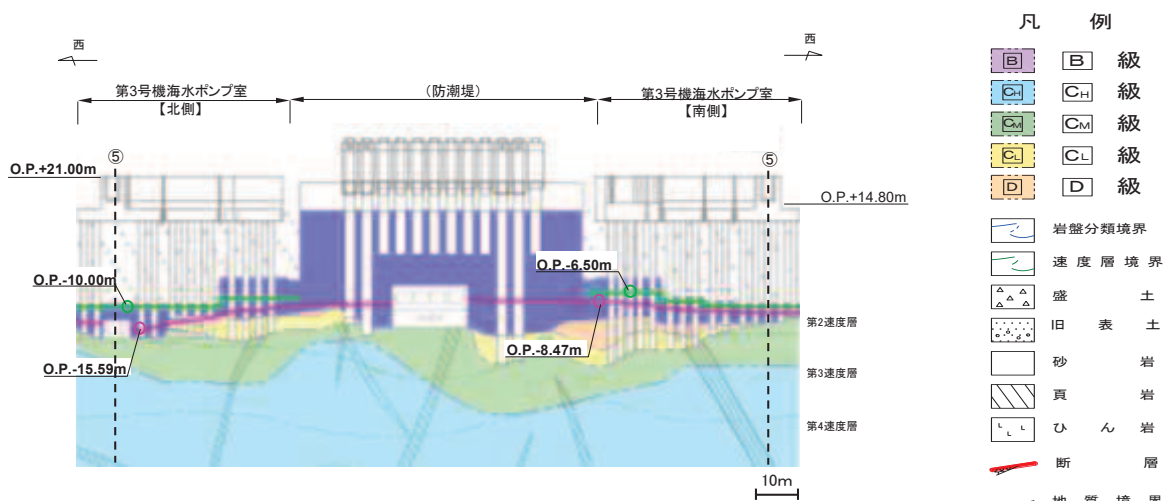 西
西
第3号機海水ポンプ室
【北側】
(防潮堤)
第3号機海水ポンプ室
【南側】
⑤
⑤
O.P.+21.00m
O.P.+14.80m
O.P.-10.00m
O.P.-6.50m
O.P.-15.59m
O.P.-8.47m
第2速度層
第3速度層
第4速度層
10m
凡 例
B B 級
CH CH 級
CM CM 級
CL CL 級
D D 級
岩盤分類境界
速度層境界
盛 土
旧 表 土
砂 岩
頁 岩
ひ ん 岩
断 層
地 質 境 界